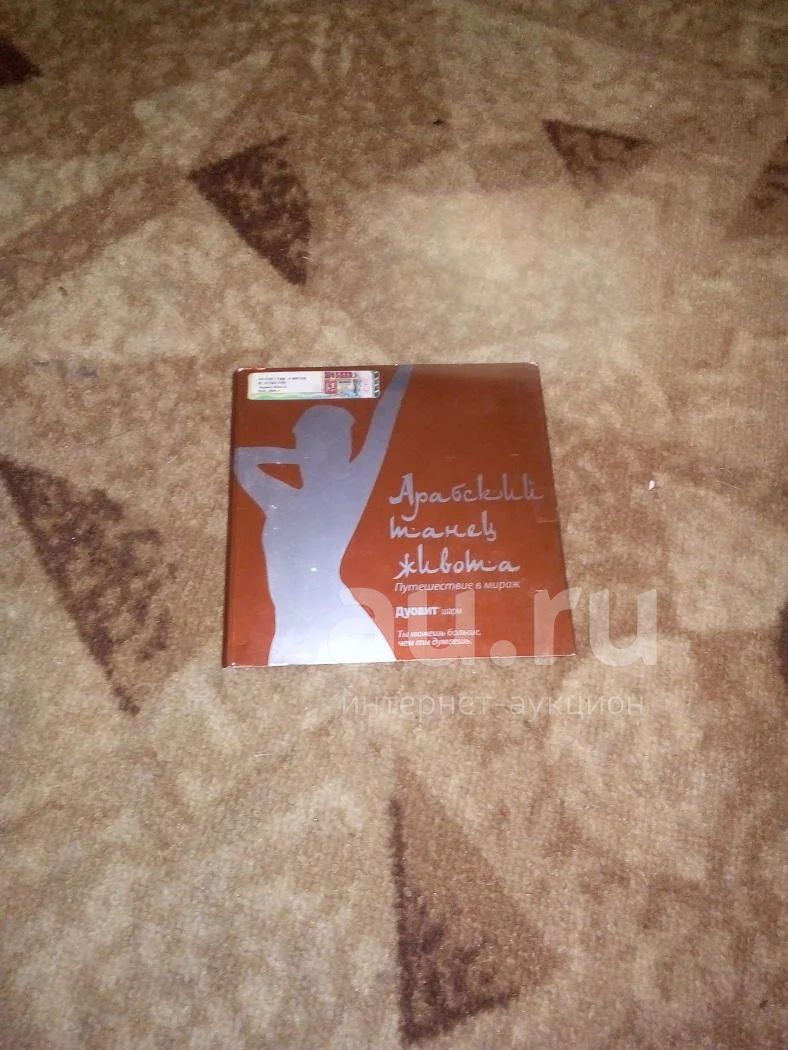 Арабский
танец
живота
Путешествие в мираж
Дуовит шарм
Ты можешь больше,
чем ты думаешь.
au.ru
интернет-аукцион